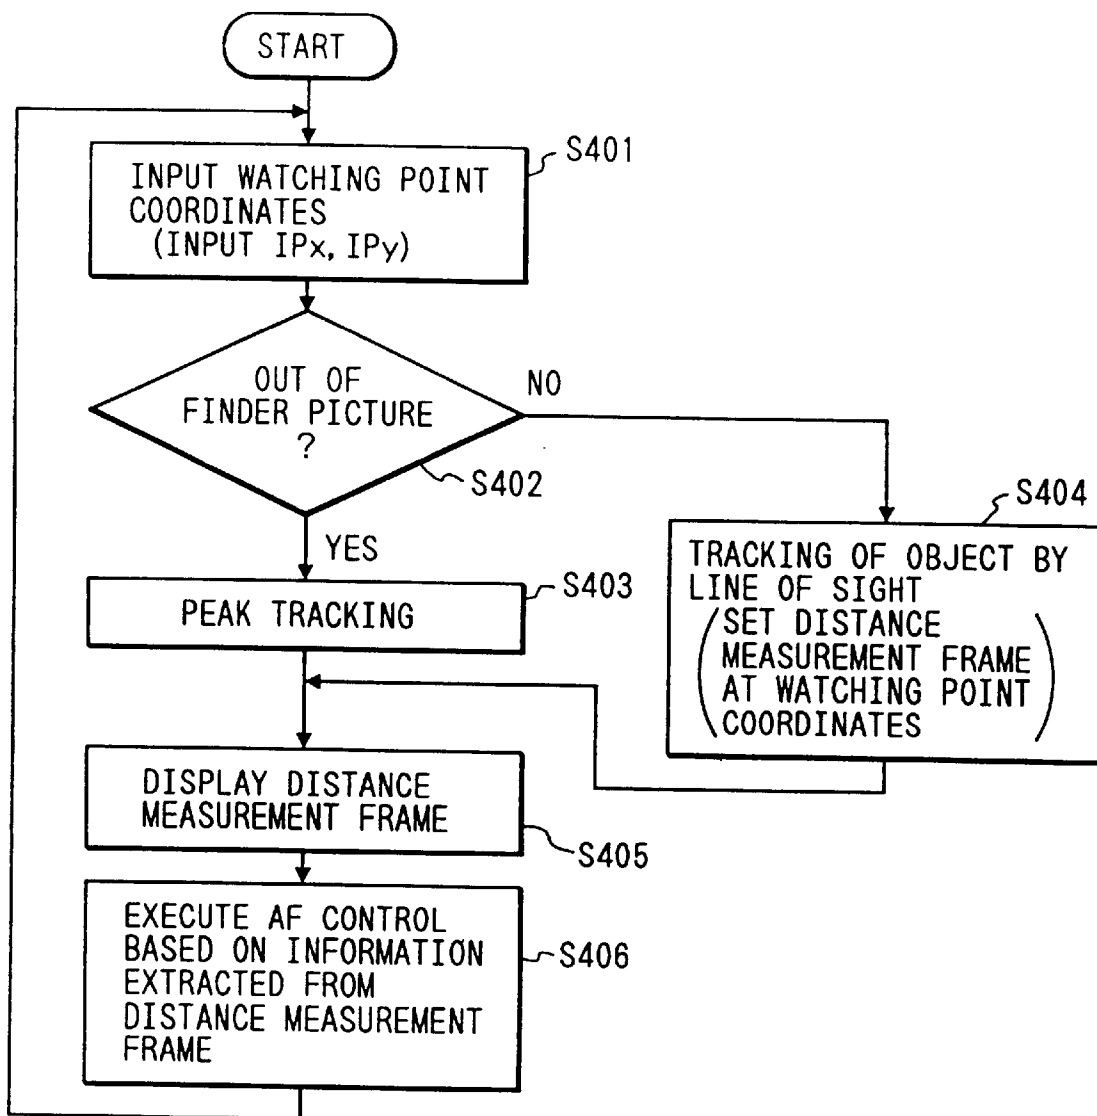 START
S401
INPUT WATCHING POINT
COORDINATES
(INPUT IPx, IPy)
OUT OF
FINDER PICTURE
?
NO
S402
YES
S404
TRACKING OF OBJECT BY
LINE OF SIGHT
(SET DISTANCE
MEASUREMENT FRAME
AT WATCHING POINT
COORDINATES)
S403
PEAK TRACKING
DISPLAY DISTANCE
MEASUREMENT FRAME
S405
EXECUTE AF CONTROL
BASED ON INFORMATION
EXTRACTED FROM
DISTANCE MEASUREMENT
FRAME
S406